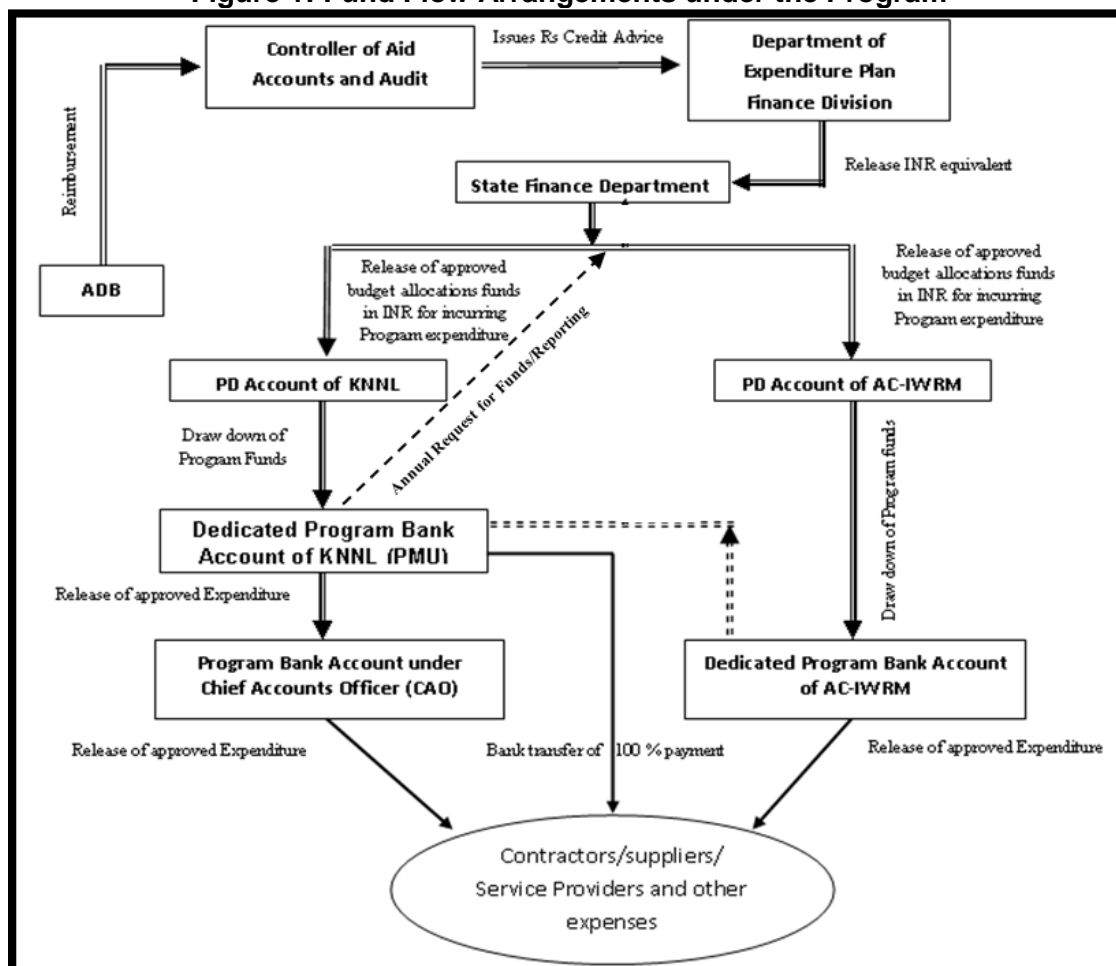 Figure 1: Fund Flow Arrangements under the Program
Issues Rs Credit Advice
Controller of Aid
Accounts and Audit
Department of
Expenditure Plan
Finance Division
Reimbursement
Release INR equivalent
State Finance Department
ADB
Release of approved
budget allocations funds
in INR for incurring
Program expenditure
Release of approved
budget allocations funds
in INR for incurring
Program expenditure
Annual Request for Funds/Reporting
PD Account of KNNL
PD Account of AC-IWRM
Draw down of
Program Funds
Draw down of Program funds
Dedicated Program Bank
Account of KNNL (PMU)
Release of approved Expenditure
Program Bank Account under
Chief Accounts Officer (CAO)
Dedicated Program Bank Account
of AC-IWRM
Release of approved Expenditure
Bank transfer of 100 % payment
Release of approved Expenditure
Contractors/suppliers/
Service Providers and other
expenses